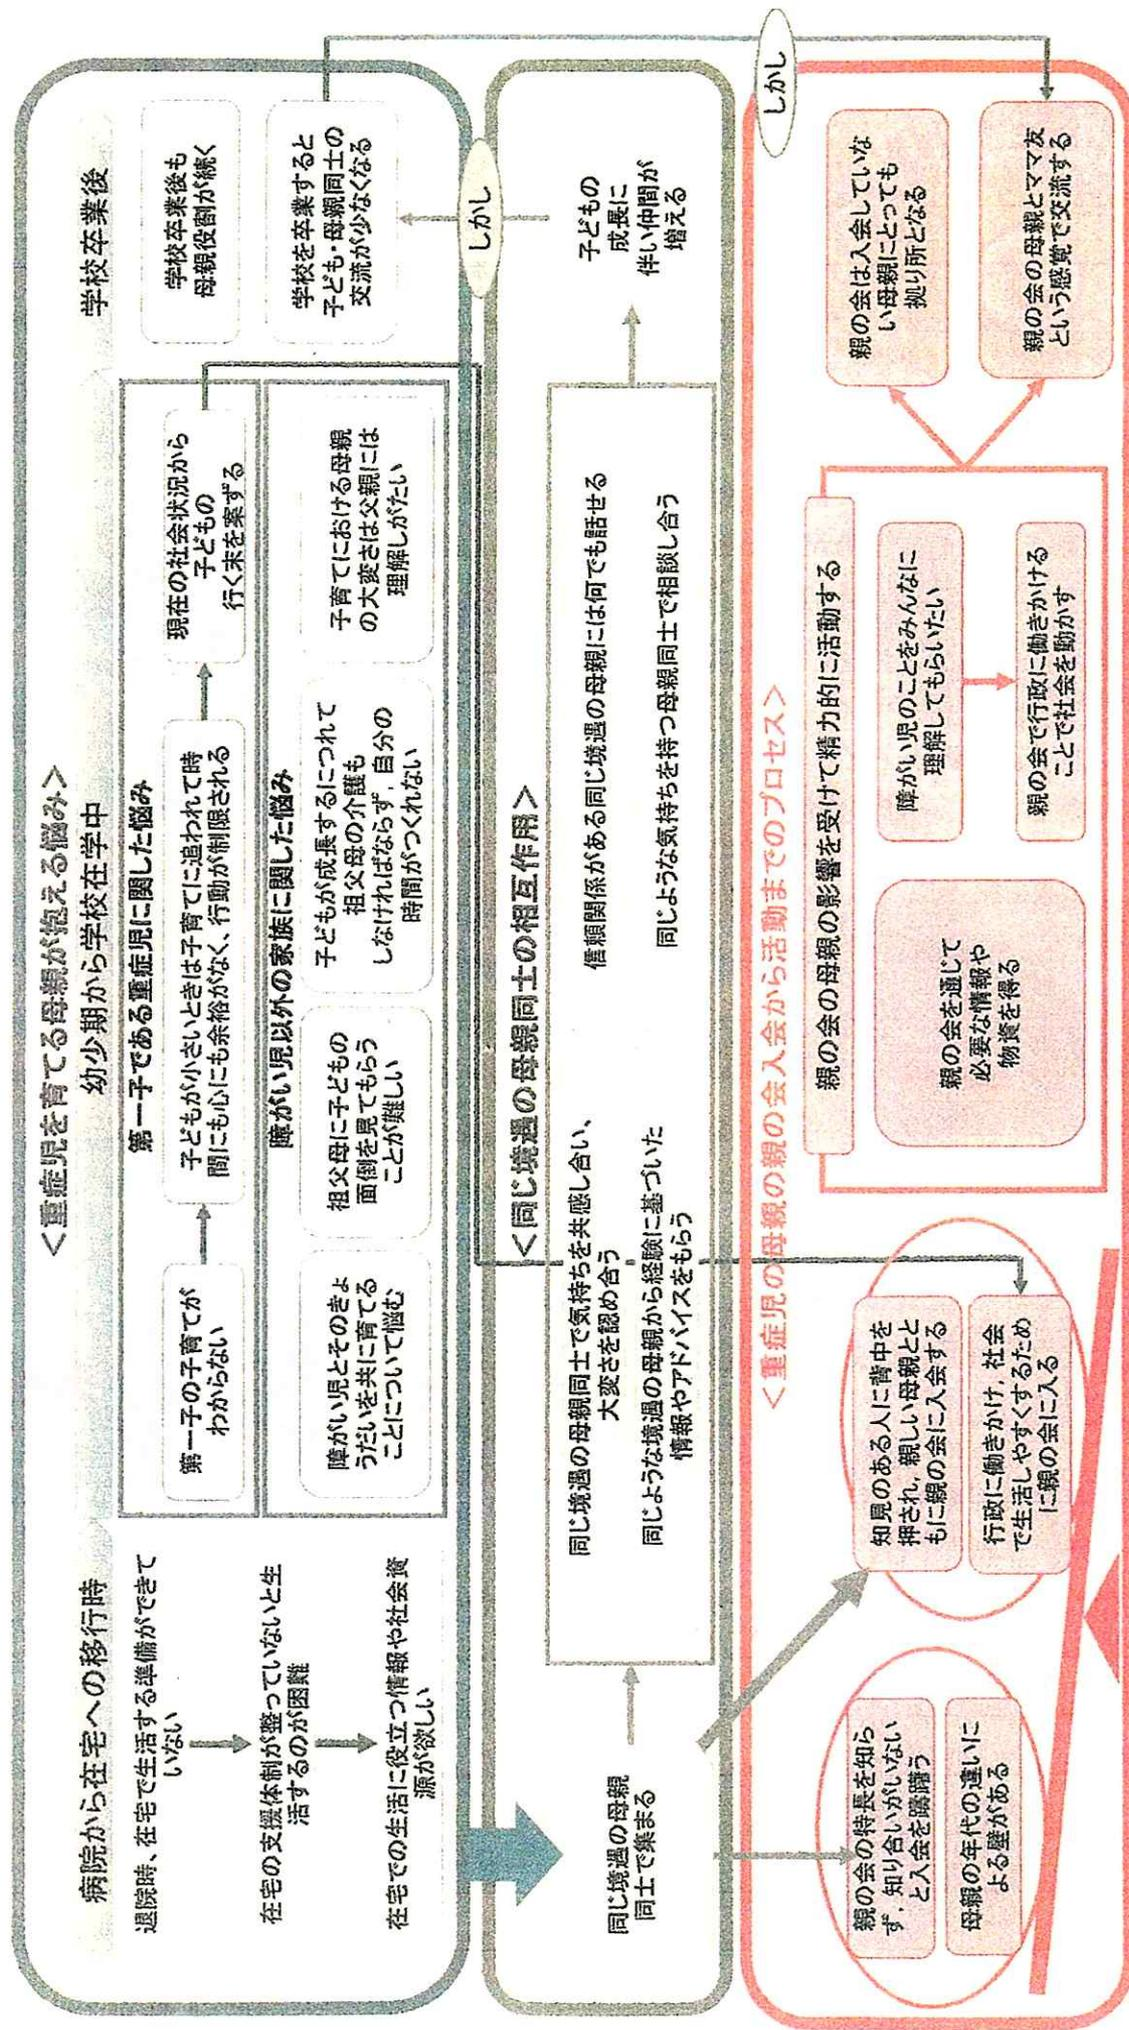 ＜重症児を育てる母親が抱える悩み＞
病院から在宅への移行時
幼少期から学校在学中
学校卒業後
退院時、在宅で生活する準備ができて
いない
在宅の支援体制が整っていないと生
活するのが困難
在宅での生活に役立つ情報や社会資
源が欲しい
第一子である重症児に関した悩み
第一子の子育てが
わからない
子どもが小さいときは子育てに追われて時
間にも心にも余裕がなく、行動が制限される
現在の社会状況から
子どもの
行く末を案ずる
障がい児以外の家族に関した悩み
障がい児とそのきょ
うだいを共に育てる
ことについて悩む
祖父母に子どもの
面倒を見てもらう
ことが難しい
子どもが成長するにつれて
祖父母の介護も
しなければならず，自分の
時間がつくれない
子育てにおける母親
の大変さは父親には
理解しがたい
学校卒業後も
母親役割が続く
学校を卒業すると
子ども・母親同士の
交流が少なくなる
しかし
＜同じ境遇の母親同士の相互作用＞
同じ境遇の母親
同士で集まる
同じ境遇の母親同士で気持ちを共感し合い、
大変さを認め合う
同じような境遇の母親から経験に基づいた
情報やアドバイスをもらう
信頼関係がある同じ境遇の母親には何でも話せる
同じような気持ちを持つ母親同士で相談し合う
子どもの
成長に
伴い仲間が
増える
しかし
＜重症児の母親の親の会入会から活動までのプロセス＞
親の会の特長を知ら
ず，知り合いがいない
と入会を躊躇う
母親の年代の違いに
よる壁がある
知見のある人に背中を
押され，親しい母親とと
もに親の会に入会する
行政に働きかけ，社会
で生活しやすくするため
に親の会に入る
親の会の母親の影響を受けて精力的に活動する
親の会を通じて
必要な情報や
物資を得る
障がい児のことをみんなに
理解してもらいたい
親の会で行政に働きかける
ことで社会を動かす
親の会は入会していな
い母親にとっても
拠り所となる
親の会の母親とママ友
という感覚で交流する